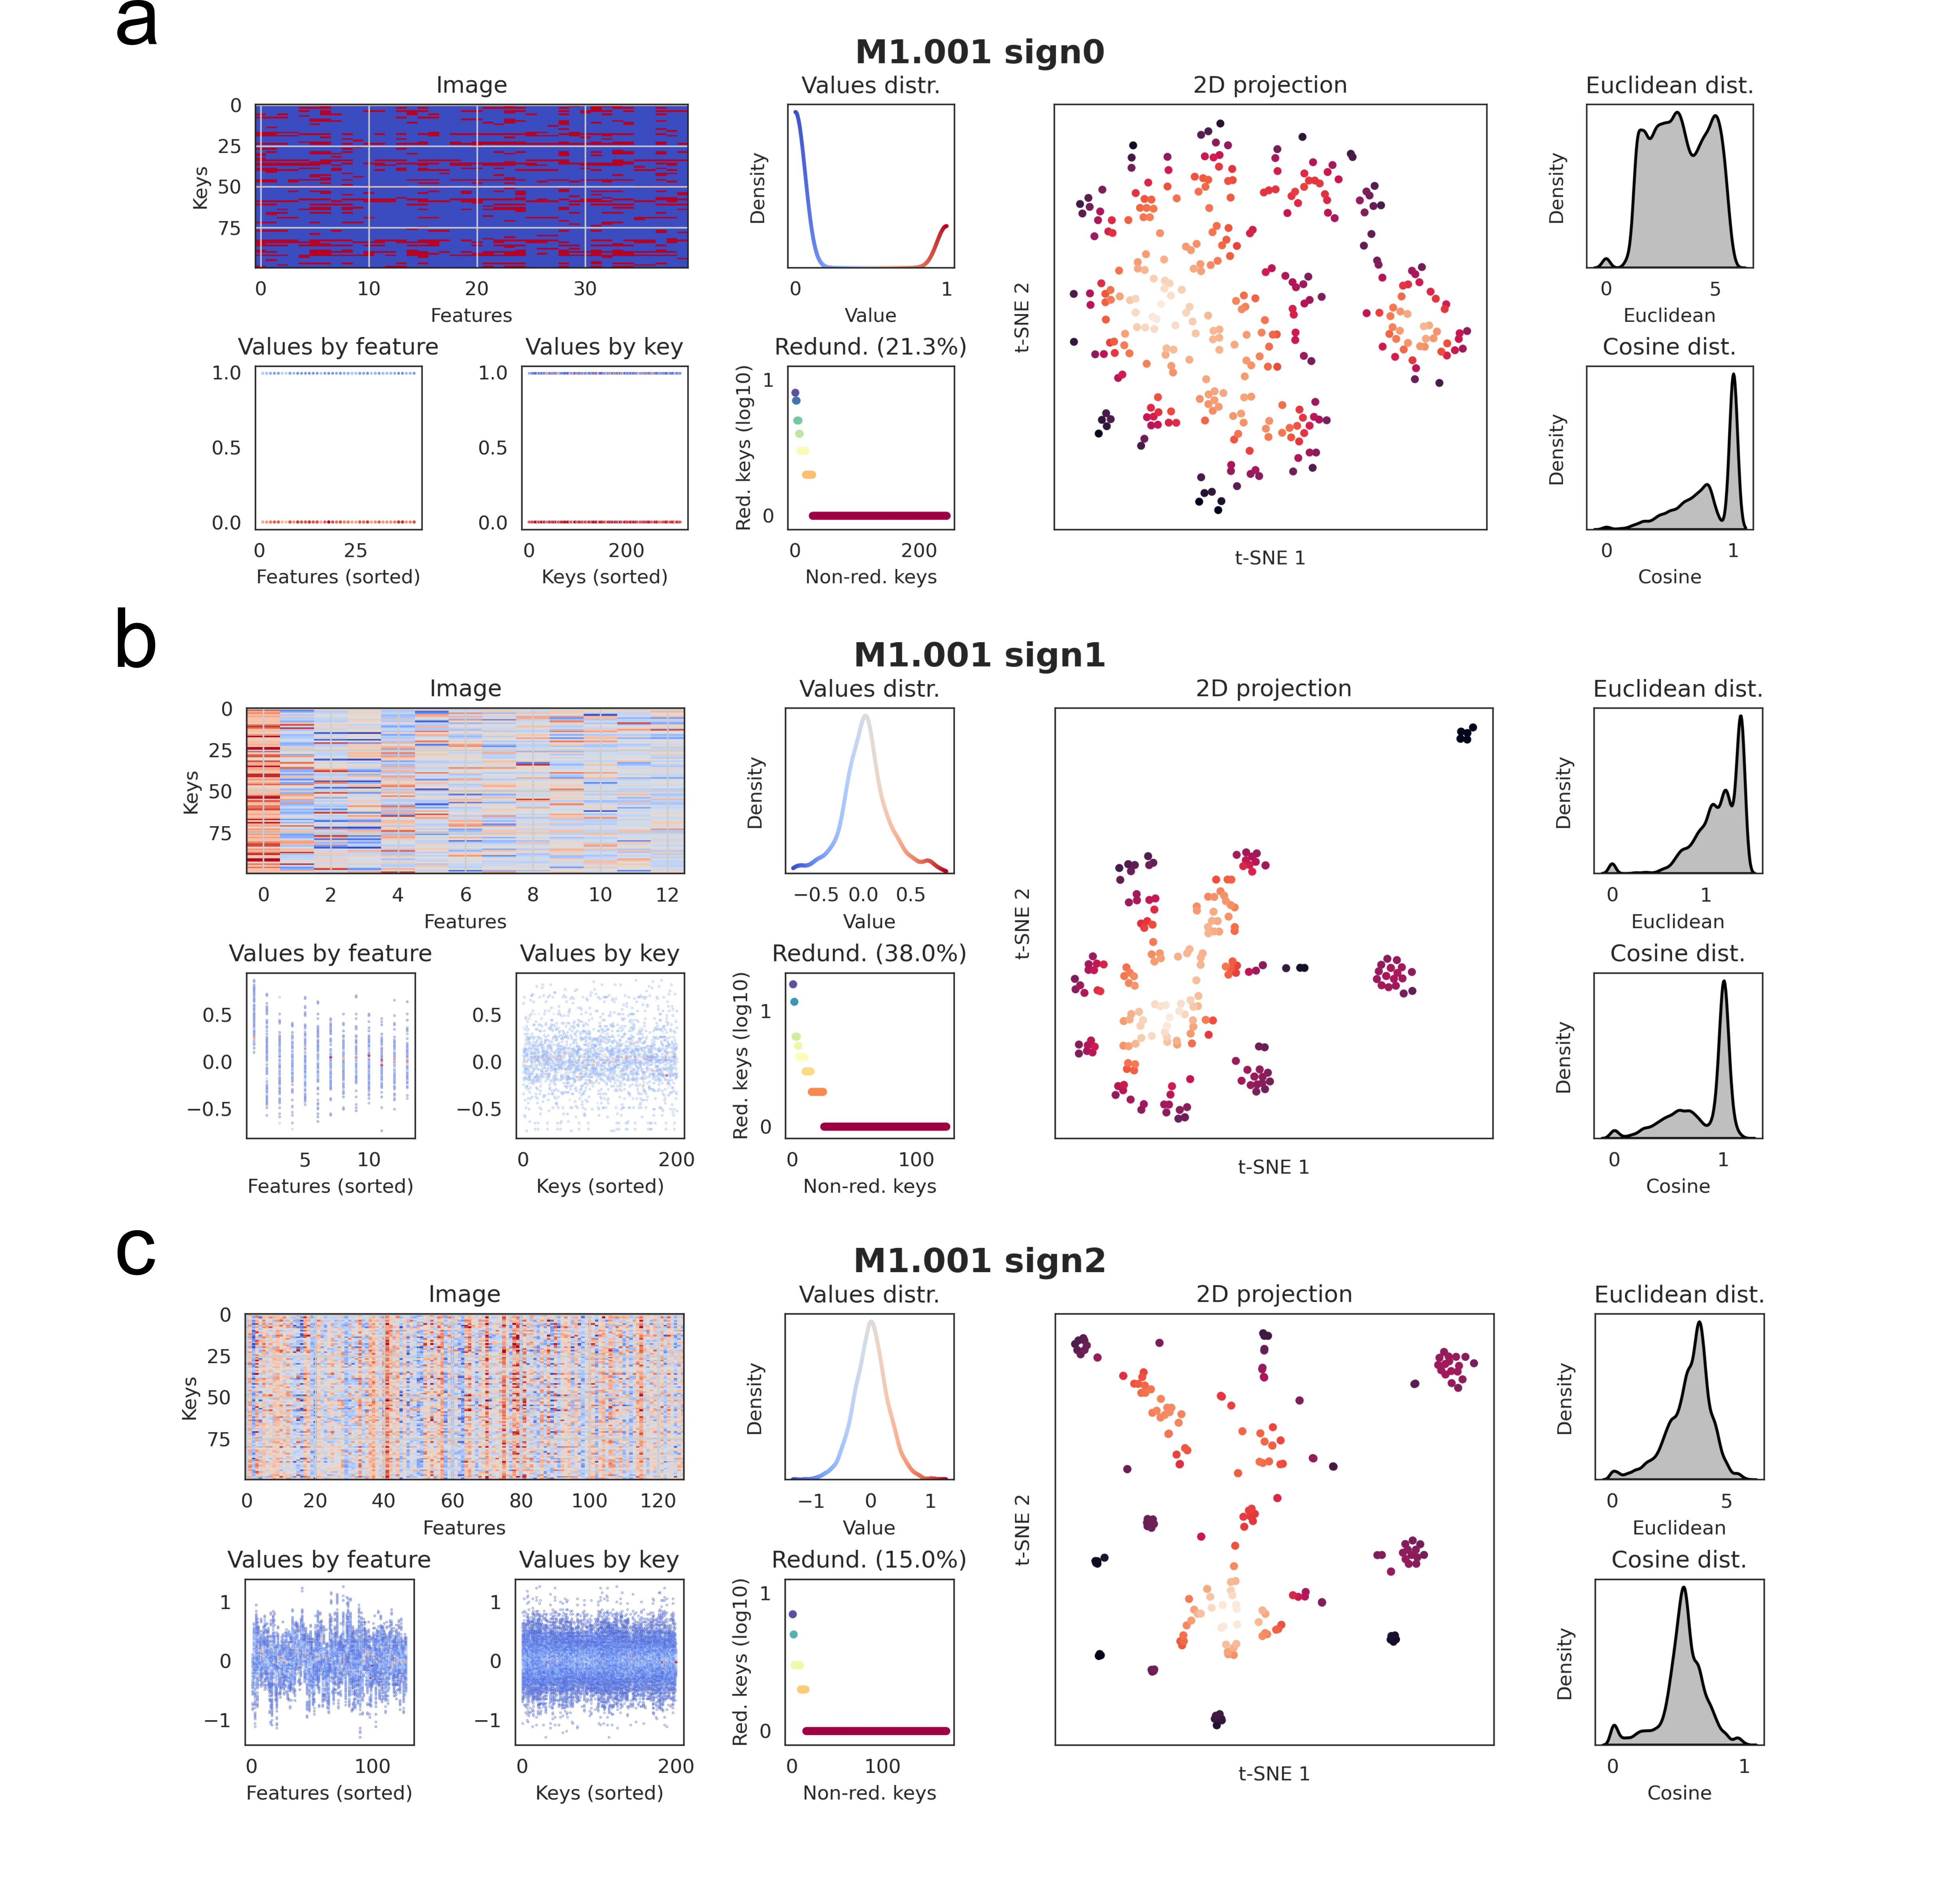 a
M1.001 sign0
Image
Values distr.
2D projection
Euclidean dist.
0
25
50
75
Keys
0 10 20 30
Features
Density
0 1
Value
t-SNE 2
t-SNE 1
Density
0 5
Euclidean
Values by feature
1.0
0.5
0.0
0 25
Features (sorted)
Values by key
1.0
0.5
0.0
0 200
Keys (sorted)
Redund. (21.3%)
Red. keys (log10)
1
0
0 200
Non-red. keys
Cosine dist.
Density
0 1
Cosine
b
M1.001 sign1
Image
Values distr.
2D projection
Euclidean dist.
0
25
50
75
Keys
0 2 4 6 8 10 12
Features
Density
−0.5 0.0 0.5
Value
t-SNE 2
t-SNE 1
Density
0 1
Euclidean
Values by feature
0.5
0.0
−0.5
5 10
Features (sorted)
Values by key
0.5
0.0
−0.5
0 200
Keys (sorted)
Redund. (38.0%)
Red. keys (log10)
1
0
0 100
Non-red. keys
Cosine dist.
Density
0 1
Cosine
c
M1.001 sign2
Image
Values distr.
2D projection
Euclidean dist.
0
25
50
75
Keys
0 20 40 60 80 100 120
Features
Density
−1 0 1
Value
t-SNE 2
t-SNE 1
Density
0 5
Euclidean
Values by feature
1
0
−1
0 100
Features (sorted)
Values by key
1
0
−1
0 200
Keys (sorted)
Redund. (15.0%)
Red. keys (log10)
1
0
0 100
Non-red. keys
Cosine dist.
Density
0 1
Cosine